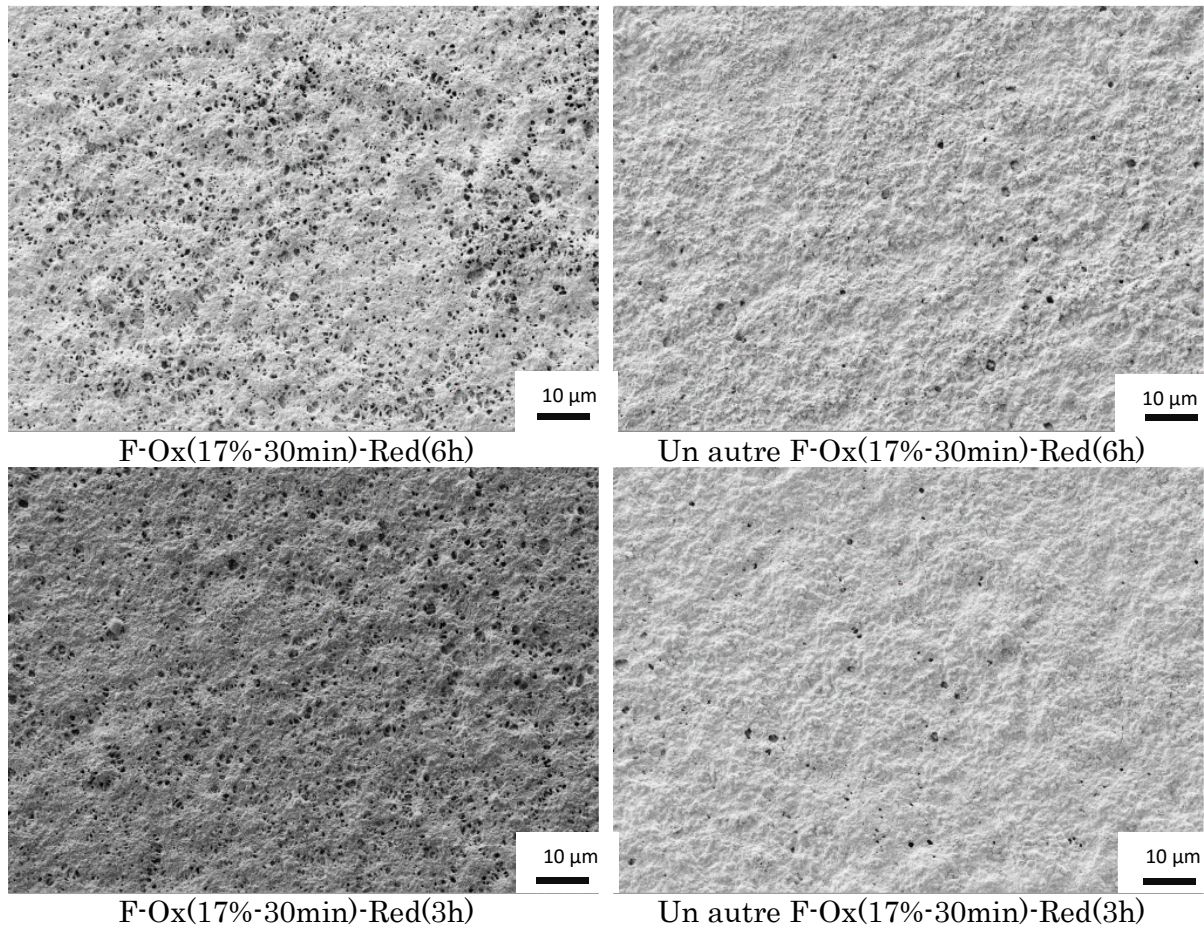 10 µm
10 µm
F-Ox(17%-30min)-Red(6h)
Un autre F-Ox(17%-30min)-Red(6h)
10 µm
10 µm
F-Ox(17%-30min)-Red(3h)
Un autre F-Ox(17%-30min)-Red(3h)